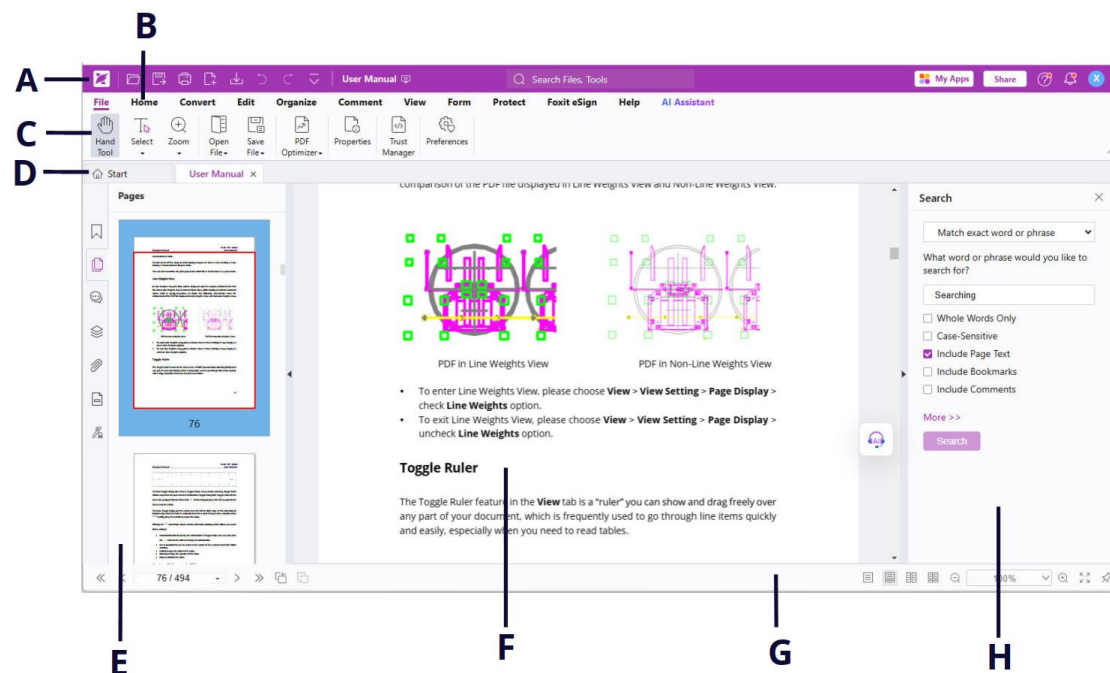 B
A
User Manual
Search Files, Tools
My Apps
Share
X
File Home Convert Edit Organize Comment View Form Protect Foxit eSign Help AI Assistant
C
Hand Tool
Select
Zoom
Open File
Save File
PDF Optimizer
Properties
Trust Manager
Preferences
D
Start
User Manual
Pages
76
comparison of the PDF file displayed in Line Weights View and Non-Line Weights View.
PDF in Line Weights View
PDF in Non-Line Weights View
• To enter Line Weights View, please choose View > View Setting > Page Display >
check Line Weights option.
• To exit Line Weights View, please choose View > View Setting > Page Display >
uncheck Line Weights option.
Toggle Ruler
The Toggle Ruler feature in the View tab is a “ruler” you can show and drag freely over
any part of your document, which is frequently used to go through line items quickly
and easily, especially when you need to read tables.
AI
Search
Match exact word or phrase
What word or phrase would you like to
search for?
Searching
Whole Words Only
Case-Sensitive
Include Page Text
Include Bookmarks
Include Comments
More >>
Search
76 / 494
100%
E
F
G
H